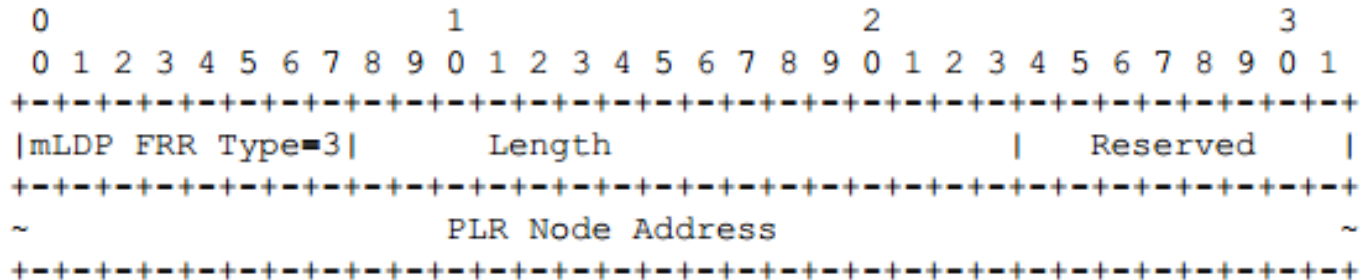 0                   1                   2                   3
 0 1 2 3 4 5 6 7 8 9 0 1 2 3 4 5 6 7 8 9 0 1 2 3 4 5 6 7 8 9 0 1
+-+-+-+-+-+-+-+-+-+-+-+-+-+-+-+-+-+-+-+-+-+-+-+-+-+-+-+-+-+-+-+-+
|mLDP FRR Type=3|      Length                   |   Reserved    |
+-+-+-+-+-+-+-+-+-+-+-+-+-+-+-+-+-+-+-+-+-+-+-+-+-+-+-+-+-+-+-+-+
~                    PLR Node Address                           ~
+-+-+-+-+-+-+-+-+-+-+-+-+-+-+-+-+-+-+-+-+-+-+-+-+-+-+-+-+-+-+-+-+